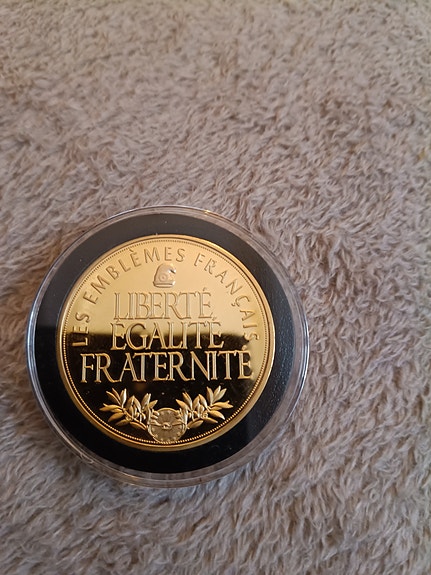 LES EMBLÈMES FRANÇAIS
LIBERTÉ
ÉGALITÉ
FRATERNITÉ